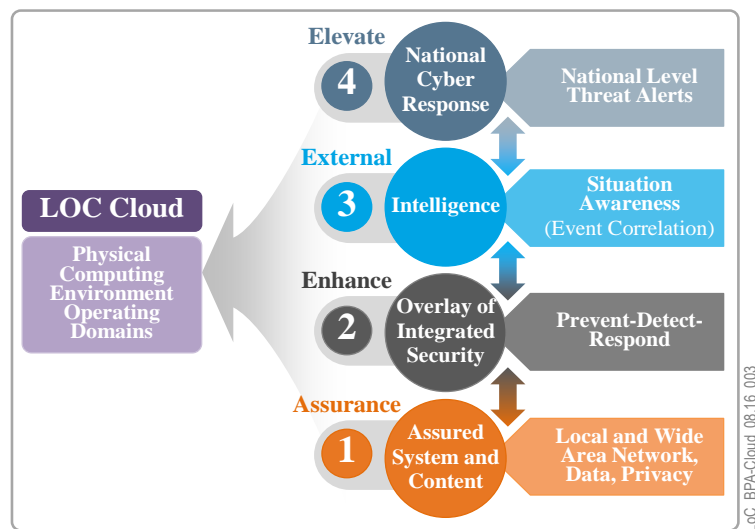 Elevate
4
National
Cyber
Response
National Level
Threat Alerts
External
3
Intelligence
Situation
Awareness
(Event Correlation)
LOC Cloud
Physical
Computing
Environment
Operating
Domains
Enhance
2
Overlay of
Integrated
Security
Prevent-Detect-
Respond
Assurance
1
Assured
System and
Content
Local and Wide
Area Network,
Data, Privacy
oC_BPA-Cloud_08.16_003